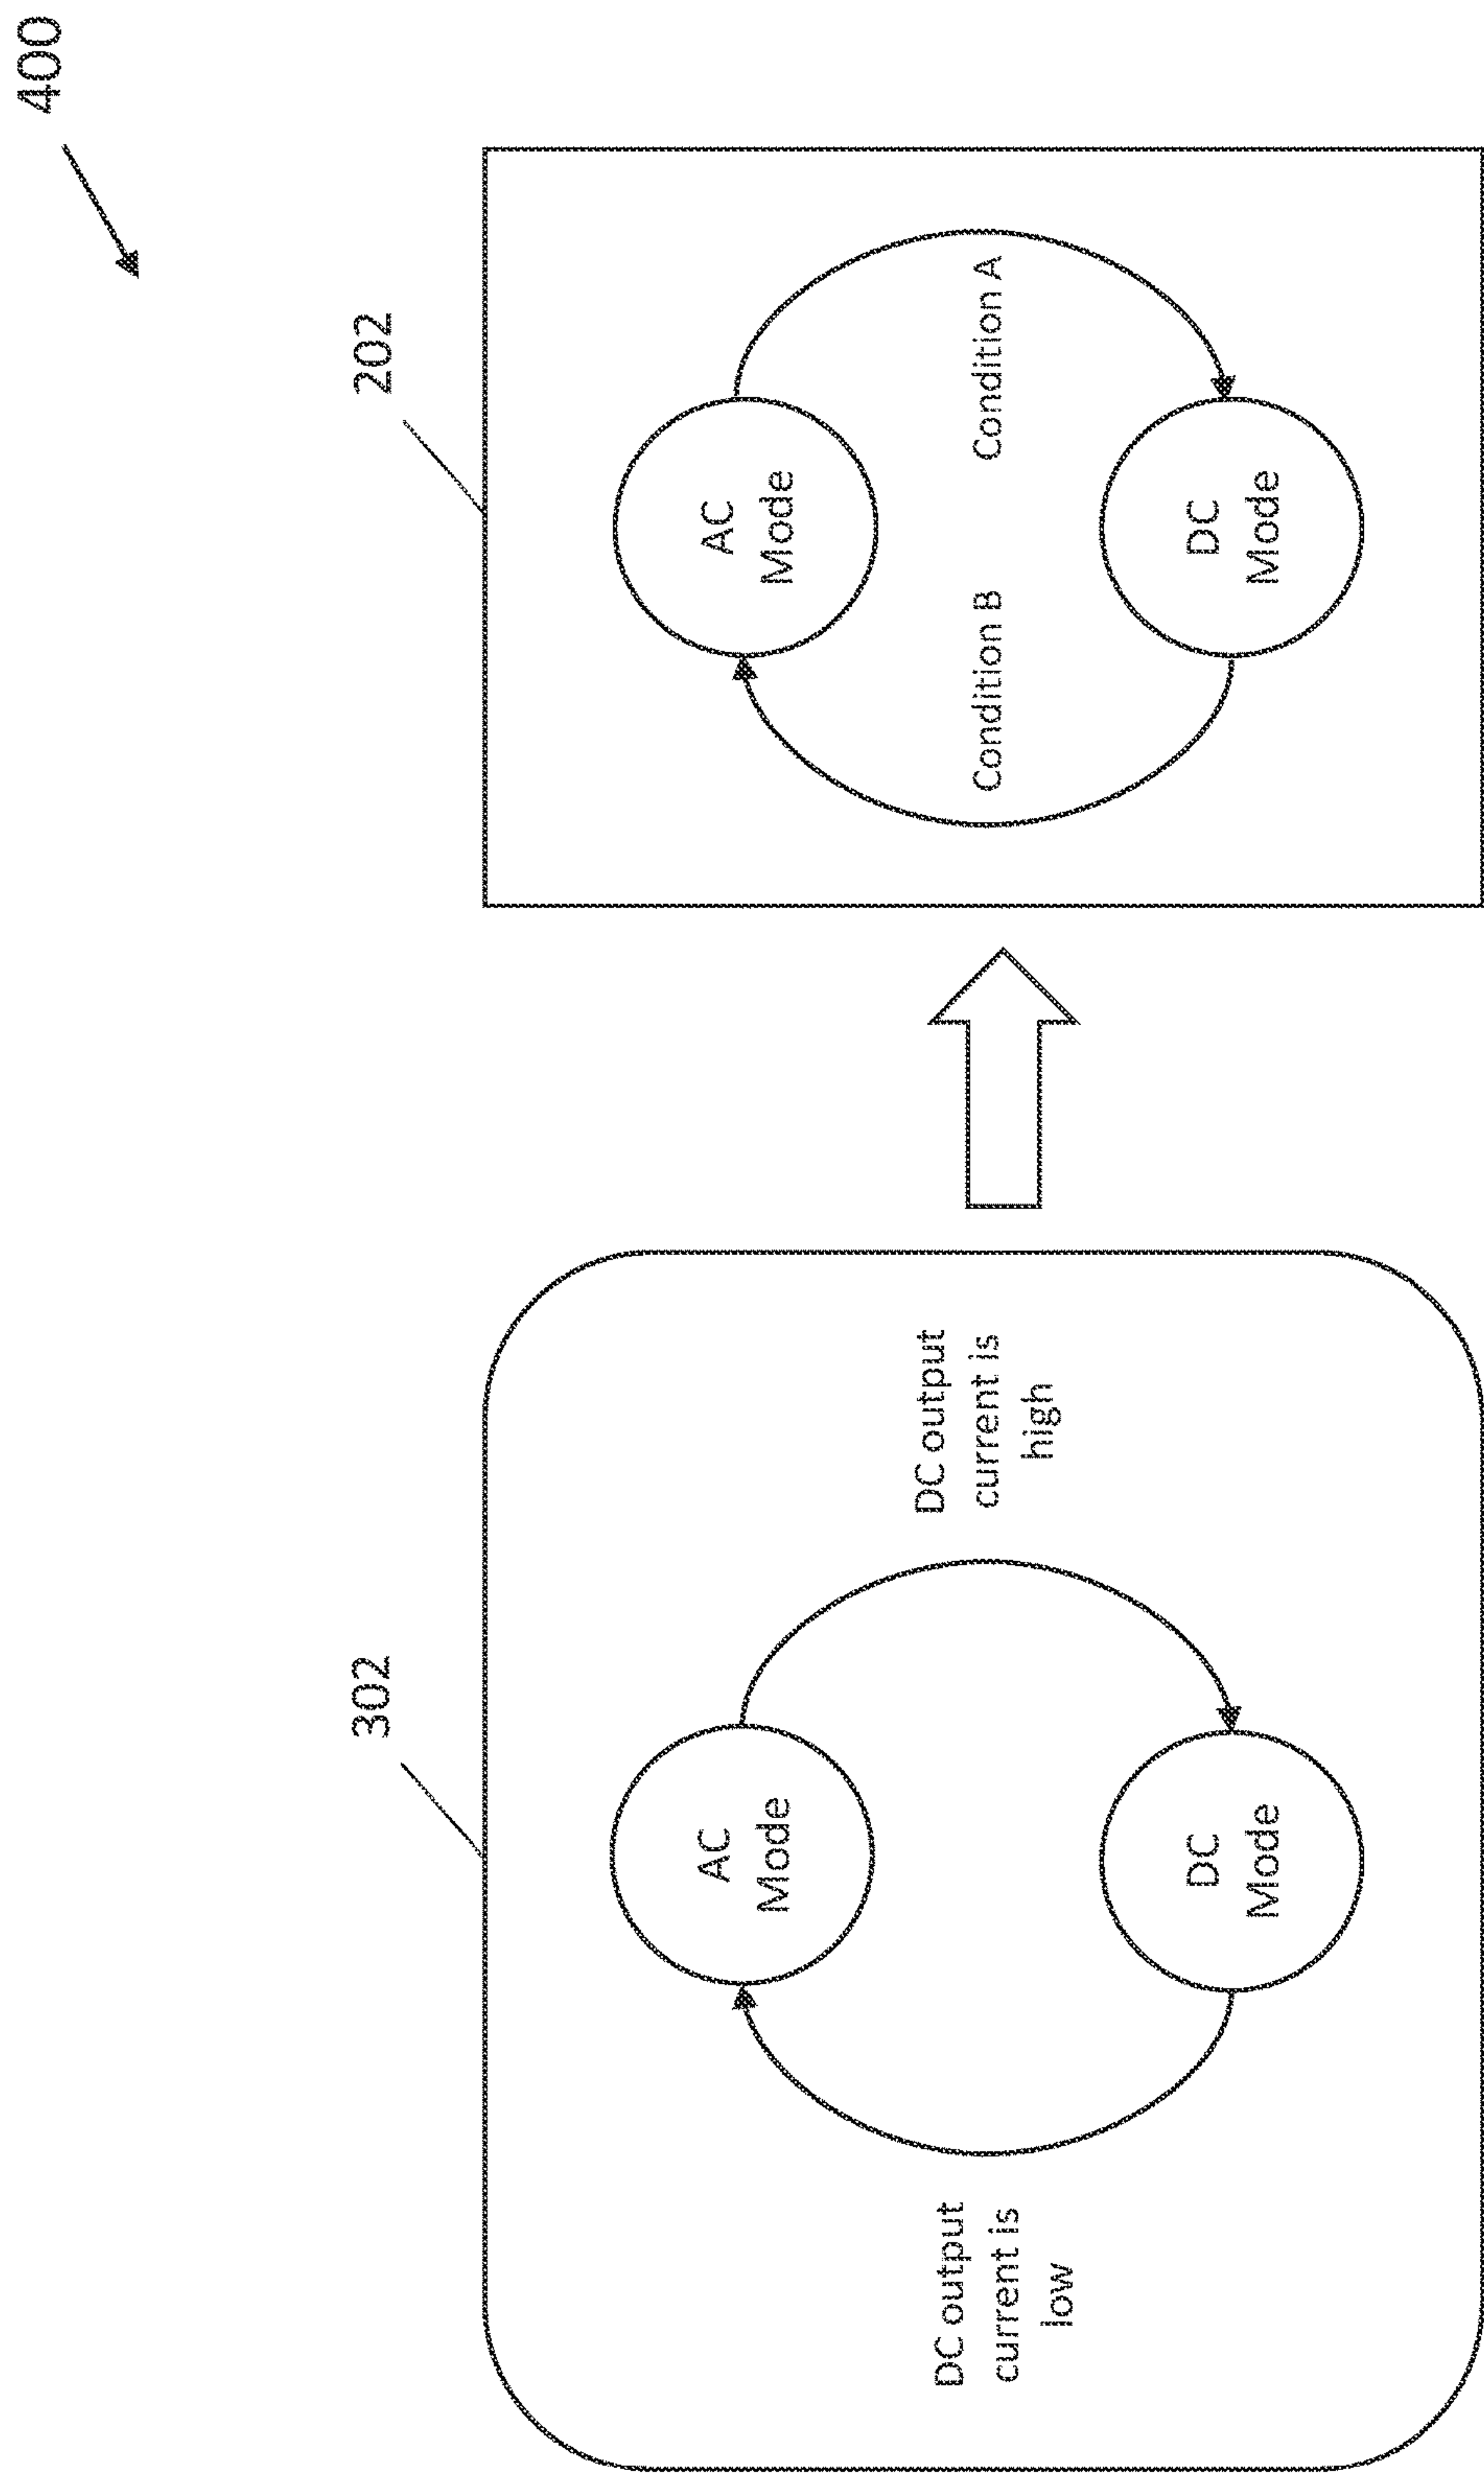 400
302
AC
Mode
DC output
current is
low
DC output
current is
high
DC
Mode
202
AC
Mode
Condition B
Condition A
DC
Mode